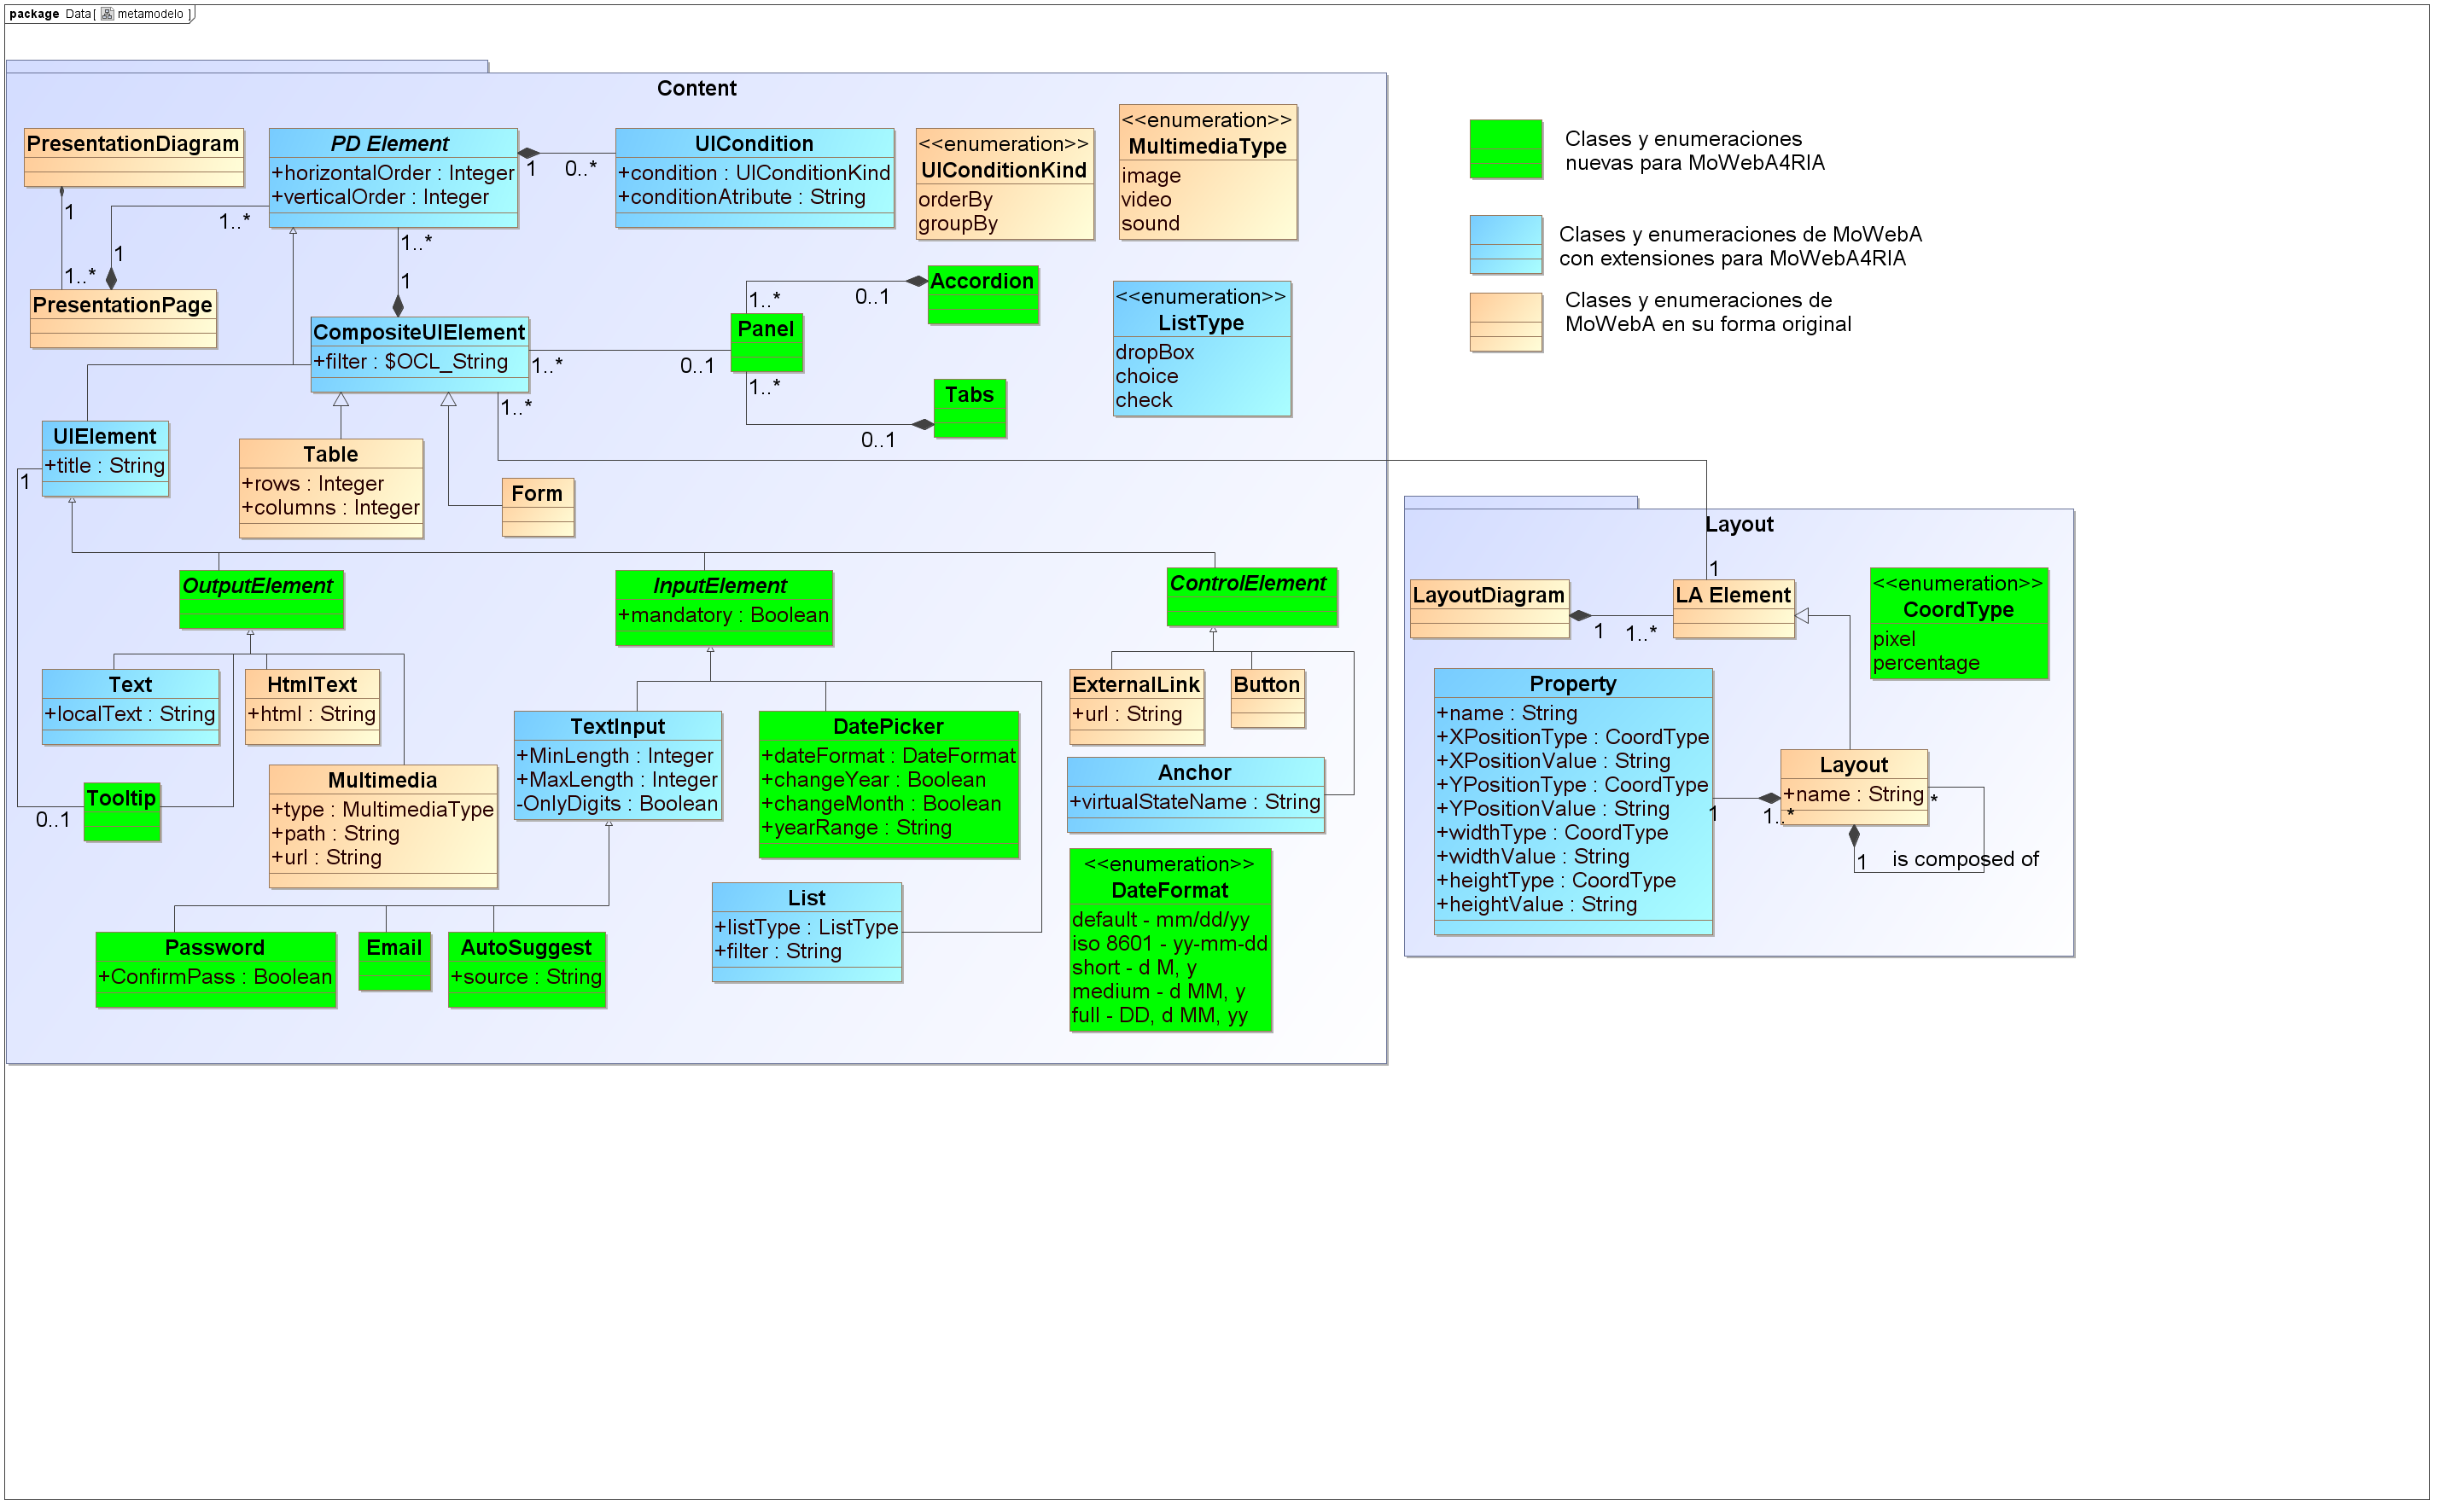 package Data[ metamodelo ]
Content
PresentationDiagram
PD Element
+horizontalOrder : Integer
+verticalOrder : Integer
1
0..*
UICondition
+condition : UIConditionKind
+conditionAtribute : String
<<enumeration>>
UIConditionKind
orderBy
groupBy
<<enumeration>>
MultimediaType
image
video
sound
1
1..*
1
1..*
PresentationPage
1..*
1
CompositeUIElement
+filter : $OCL_String
1..*
0..1
Panel
1..*
0..1
Accordion
1..*
0..1
Tabs
<<enumeration>>
ListType
dropBox
choice
check
1..*
UIElement
+title : String
1
Table
+rows : Integer
+columns : Integer
Form
OutputElement
InputElement
+mandatory : Boolean
ControlElement
Text
+localText : String
HtmlText
+html : String
Multimedia
+type : MultimediaType
+path : String
+url : String
Tooltip
0..1
TextInput
+MinLength : Integer
+MaxLength : Integer
-OnlyDigits : Boolean
DatePicker
+dateFormat : DateFormat
+changeYear : Boolean
+changeMonth : Boolean
+yearRange : String
ExternalLink
+url : String
Button
Anchor
+virtualStateName : String
List
+listType : ListType
+filter : String
<<enumeration>>
DateFormat
default - mm/dd/yy
iso 8601 - yy-mm-dd
short - d M, y
medium - d MM, y
full - DD, d MM, yy
Password
+ConfirmPass : Boolean
Email
AutoSuggest
+source : String
Clases y enumeraciones
nuevas para MoWebA4RIA
Clases y enumeraciones de MoWebA
con extensiones para MoWebA4RIA
Clases y enumeraciones de
MoWebA en su forma original
Layout
1
LayoutDiagram
1
1..*
LA Element
<<enumeration>>
CoordType
pixel
percentage
Property
+name : String
+XPositionType : CoordType
+XPositionValue : String
+YPositionType : CoordType
+YPositionValue : String
+widthType : CoordType
+widthValue : String
+heightType : CoordType
+heightValue : String
1
1..*
Layout
+name : String
*
1
is composed of